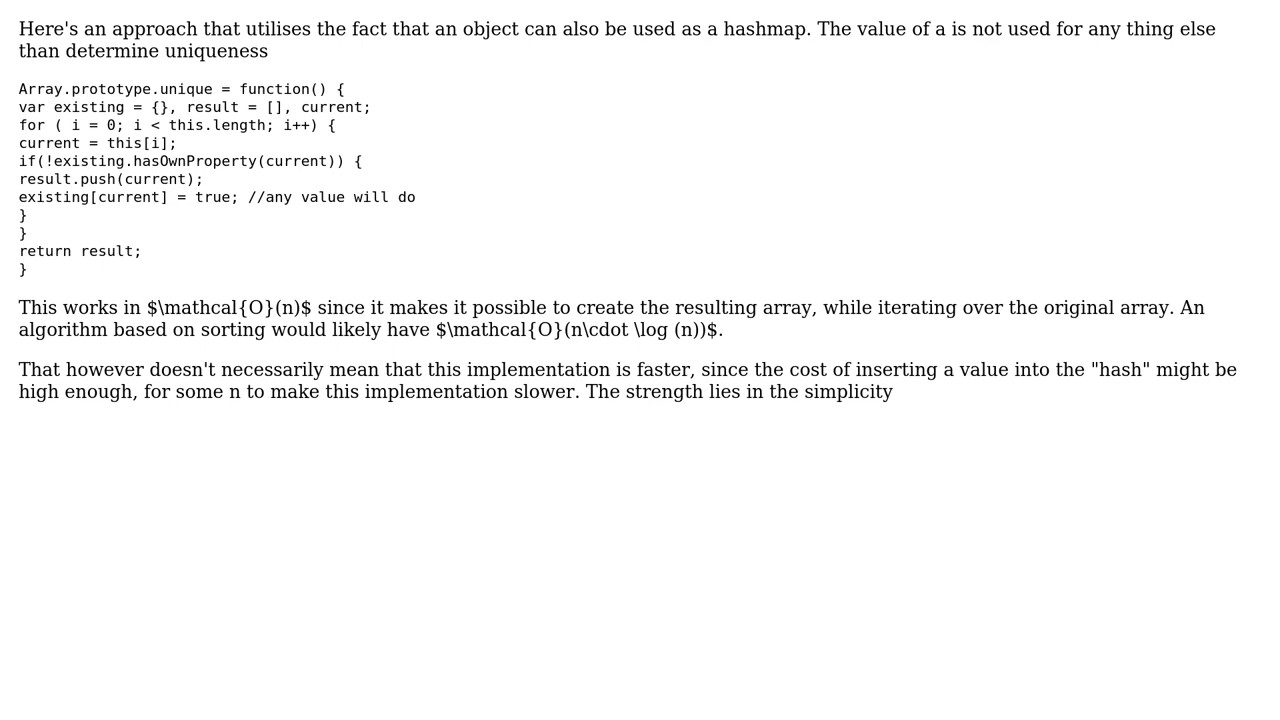 Here's an approach that utilises the fact that an object can also be used as a hashmap. The value of a is not used for any thing else
than determine uniqueness
Array.prototype.unique = function() {
var existing = {}, result = [], current;
for ( i = 0; i < this.length; i++) {
current = this[i];
if(!existing.hasOwnProperty(current)) {
result.push(current);
existing[current] = true; //any value will do
}
}
return result;
}
This works in $\mathcal{O}(n)$ since it makes it possible to create the resulting array, while iterating over the original array. An
algorithm based on sorting would likely have $\mathcal{O}(n\cdot \log (n))$.
That however doesn't necessarily mean that this implementation is faster, since the cost of inserting a value into the "hash" might be
high enough, for some n to make this implementation slower. The strength lies in the simplicity